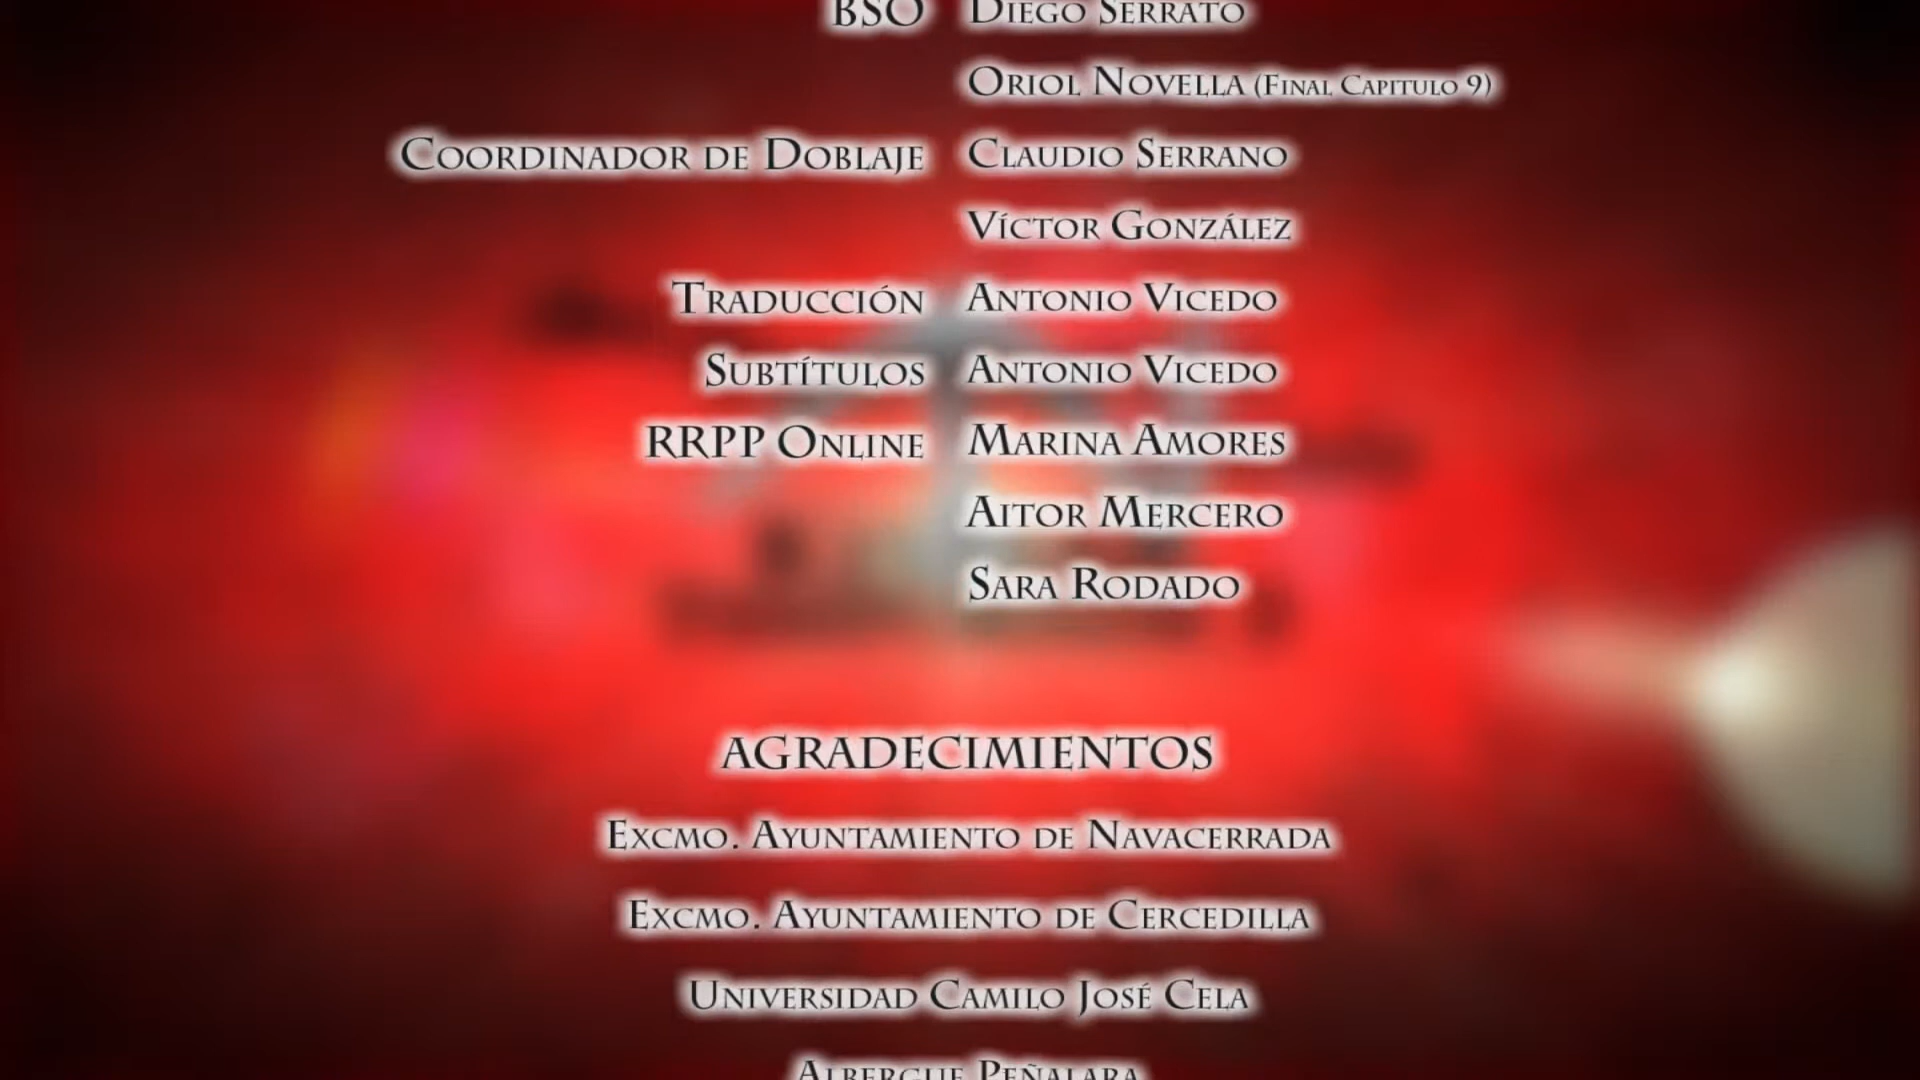 BSO Diego Serrato
Oriol Novella (Final Capitulo 9)
Coordinador de Doblaje Claudio Serrano
Víctor González
Traducción Antonio Vicedo
Subtítulos Antonio Vicedo
RRPP Online Marina Amores
Aitor Mercero
Sara Rodado
AGRADECIMIENTOS
Excmo. Ayuntamiento de Navacerrada
Excmo. Ayuntamiento de Cercedilla
Universidad Camilo José Cela
Albergue Peñalara